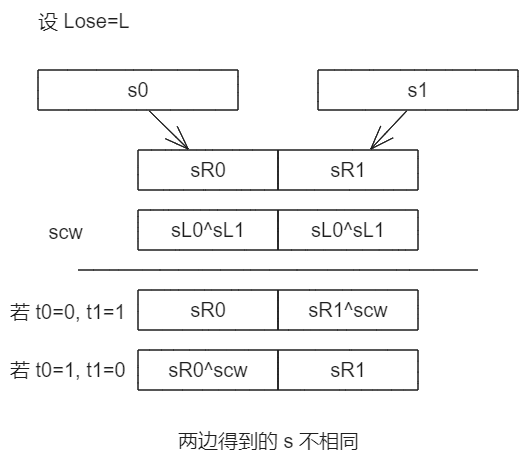 设 Lose=L
s0 s1
sR0 sR1
scw sL0^sL1 sL0^sL1
若 t0=0, t1=1 sR0 sR1^scw
若 t0=1, t1=0 sR0^scw sR1
两边得到的 s 不相同